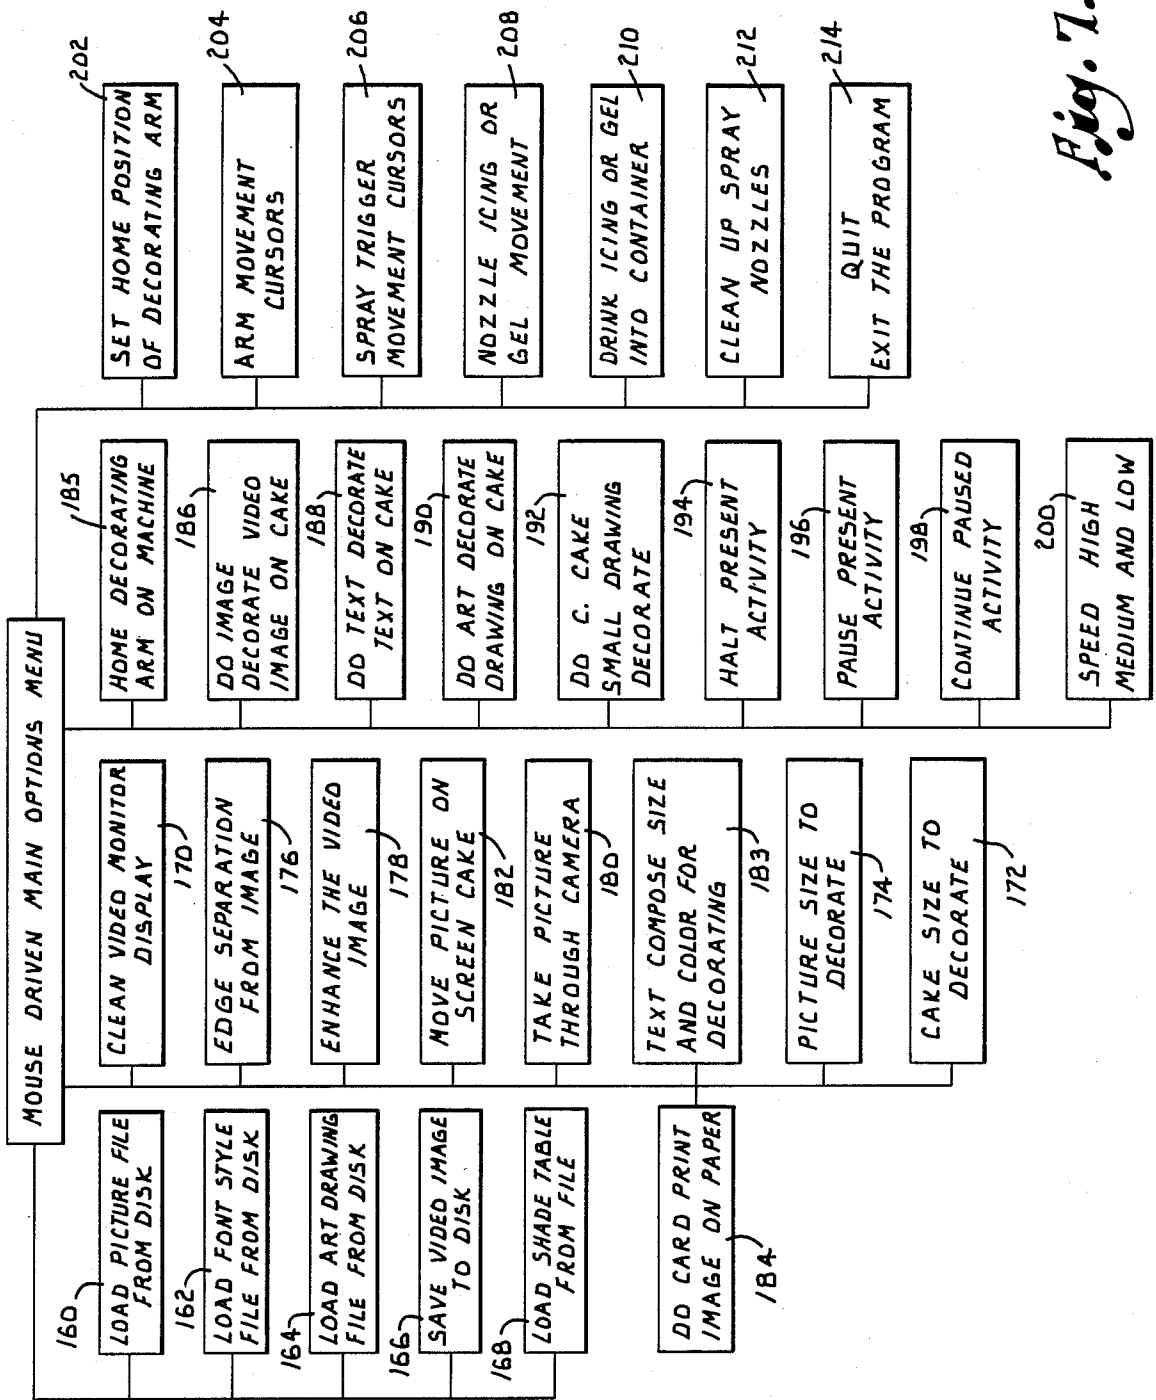 MOUSE DRIVEN MAIN OPTIONS MENU
160
LOAD PICTURE FILE
FROM DISK
162
LOAD FONT STYLE
FILE FROM DISK
164
LOAD ART DRAWING
FILE FROM DISK
166
SAVE VIDEO IMAGE
TO DISK
168
LOAD SHADE TABLE
FROM FILE
DO CARD PRINT
IMAGE ON PAPER
184
CLEAN VIDEO MONITOR
DISPLAY
170
EDGE SEPARATION
FROM IMAGE
176
ENHANCE THE VIDEO
IMAGE
178
MOVE PICTURE ON
SCREEN CAKE
182
TAKE PICTURE
THROUGH CAMERA
180
TEXT COMPOSE SIZE
AND COLOR FOR
DECORATING
183
PICTURE SIZE TO
DECORATE
174
CAKE SIZE TO
DECORATE
172
185
HOME DECORATING
ARM ON MACHINE
186
DO IMAGE
DECORATE VIDEO
IMAGE ON CAKE
188
DO TEXT DECORATE
TEXT ON CAKE
190
DO ART DECORATE
DRAWING ON CAKE
192
DO C. CAKE
SMALL DRAWING
DECORATE
194
HALT PRESENT
ACTIVITY
196
PAUSE PRESENT
ACTIVITY
198
CONTINUE PAUSED
ACTIVITY
200
SPEED HIGH
MEDIUM AND LOW
202
SET HOME POSITION
OF DECORATING ARM
204
ARM MOVEMENT
CURSORS
206
SPRAY TRIGGER
MOVEMENT CURSORS
208
NOZZLE ICING OR
GEL MOVEMENT
210
DRINK ICING OR GEL
INTO CONTAINER
212
CLEAN UP SPRAY
NOZZLES
214
QUIT
EXIT THE PROGRAM
Fig. 7.